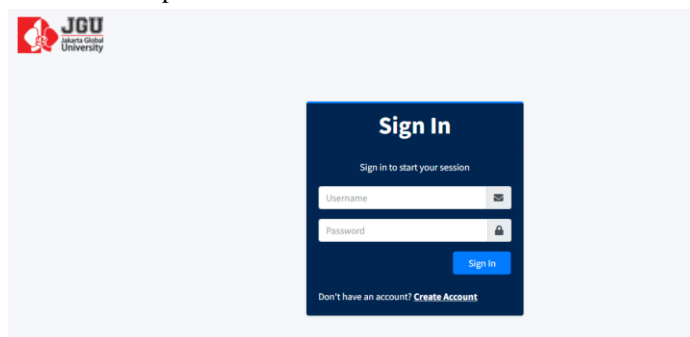 JGU
Jakarta Global
University
Sign In
Sign in to start your session
Username
Password
Sign In
Don't have an account? Create Account